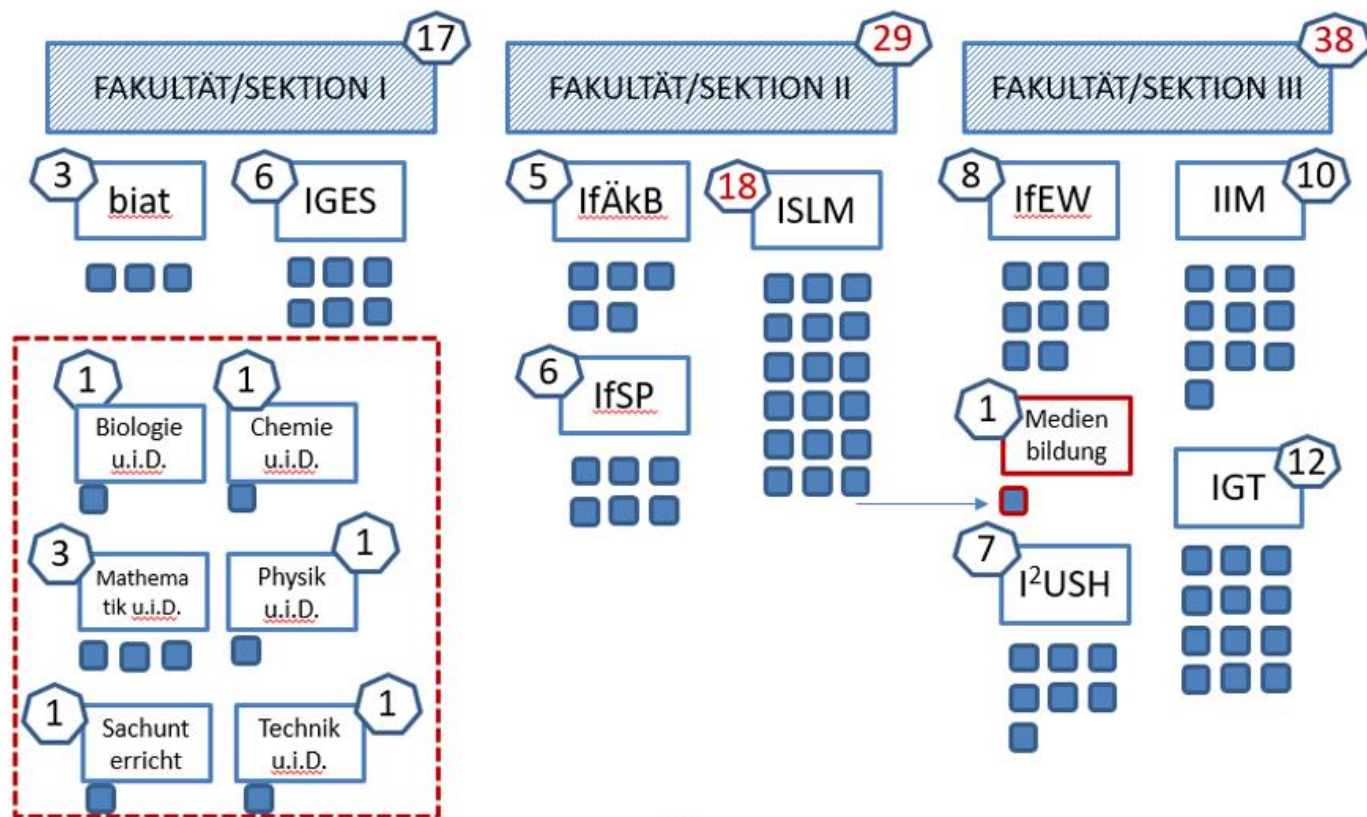 17
FAKULTÄT/SEKTION I
29
FAKULTÄT/SEKTION II
38
FAKULTÄT/SEKTION III
3
biat
6
IGES
5
IfÄkB
18
ISLM
8
IfEW
10
IIM
1
Biologie
u.i.D.
1
Chemie
u.i.D.
6
IfSP
1
Medien
bildung
12
IGT
3
Mathema
tik u.i.D.
1
Physik
u.i.D.
7
I²USH
1
Sachunt
erricht
1
Technik
u.i.D.